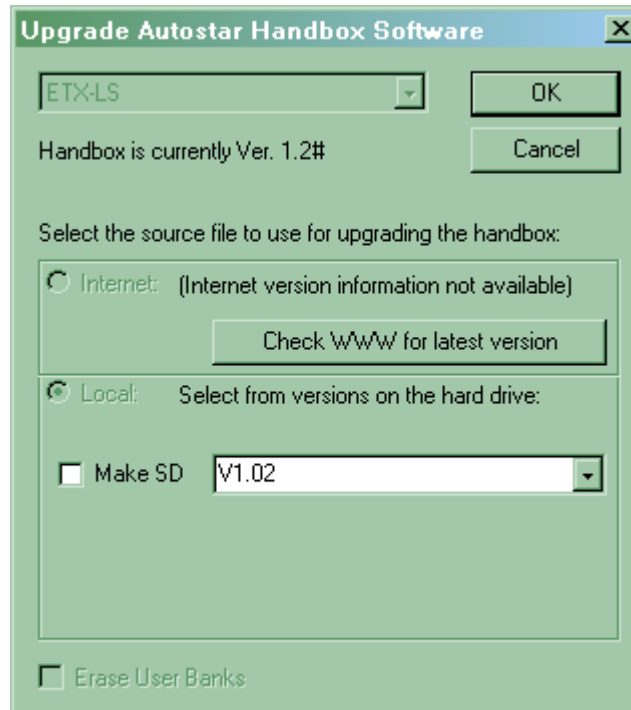 Upgrade Autostar Handbox Software
ETX-LS
OK
Handbox is currently Ver. 1.2#
Cancel
Select the source file to use for upgrading the handbox:
Internet: (Internet version information not available)
Check WWW for latest version
Local: Select from versions on the hard drive:
Make SD V1.02
Erase User Banks